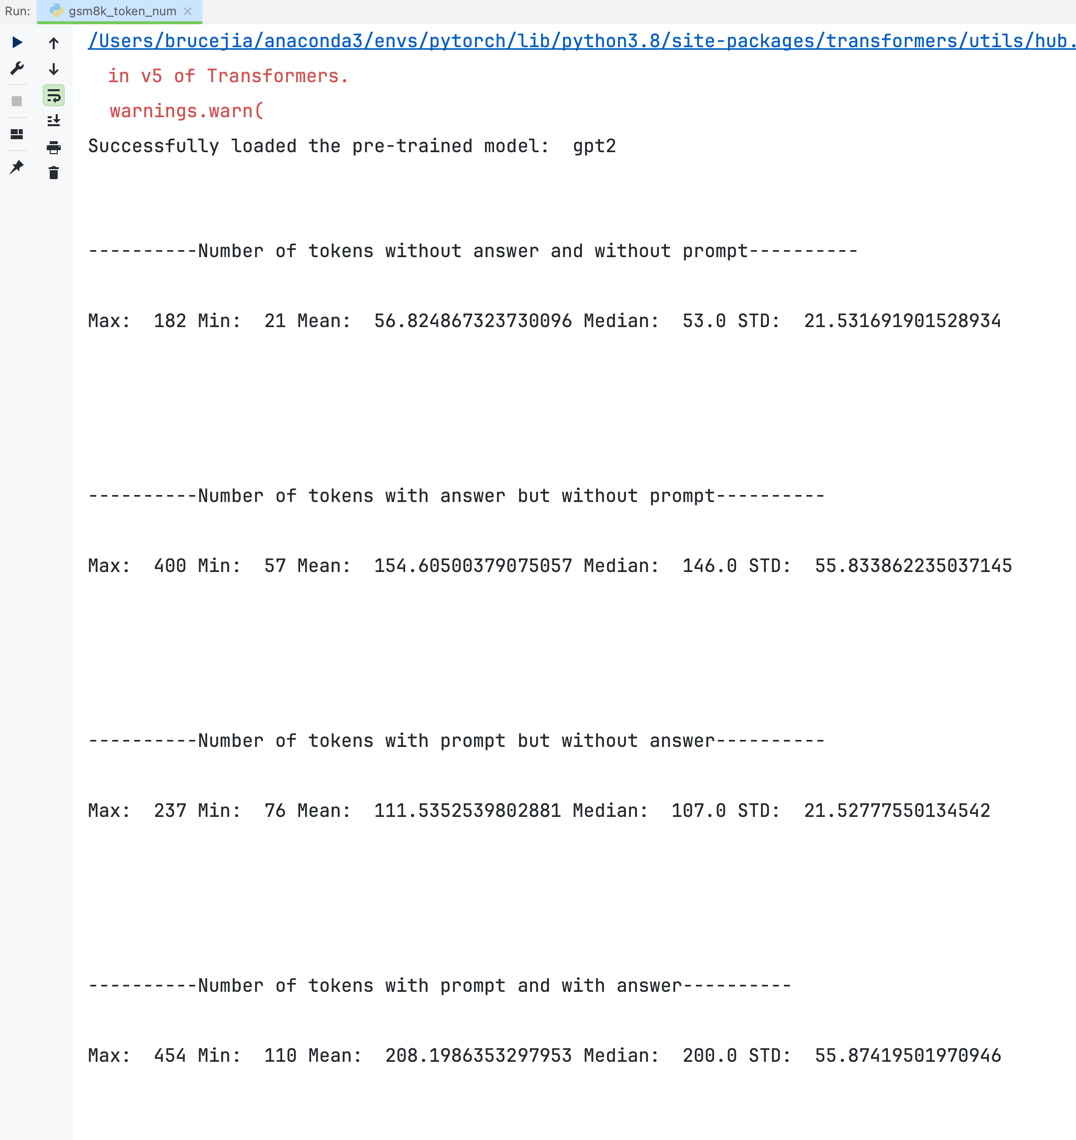 Run: gsm8k_token_num
/Users/brucejia/anaconda3/envs/pytorch/lib/python3.8/site-packages/transformers/utils/hub.
in v5 of Transformers.
warnings.warn(
Successfully loaded the pre-trained model:  gpt2
----------Number of tokens without answer and without prompt----------
Max:  182 Min:  21 Mean:  56.824867323730096 Median:  53.0 STD:  21.531691901528934
----------Number of tokens with answer but without prompt----------
Max:  400 Min:  57 Mean:  154.60500379075057 Median:  146.0 STD:  55.833862235037145
----------Number of tokens with prompt but without answer----------
Max:  237 Min:  76 Mean:  111.5352539802881 Median:  107.0 STD:  21.52777550134542
----------Number of tokens with prompt and with answer----------
Max:  454 Min:  110 Mean:  208.1986353297953 Median:  200.0 STD:  55.87419501970946